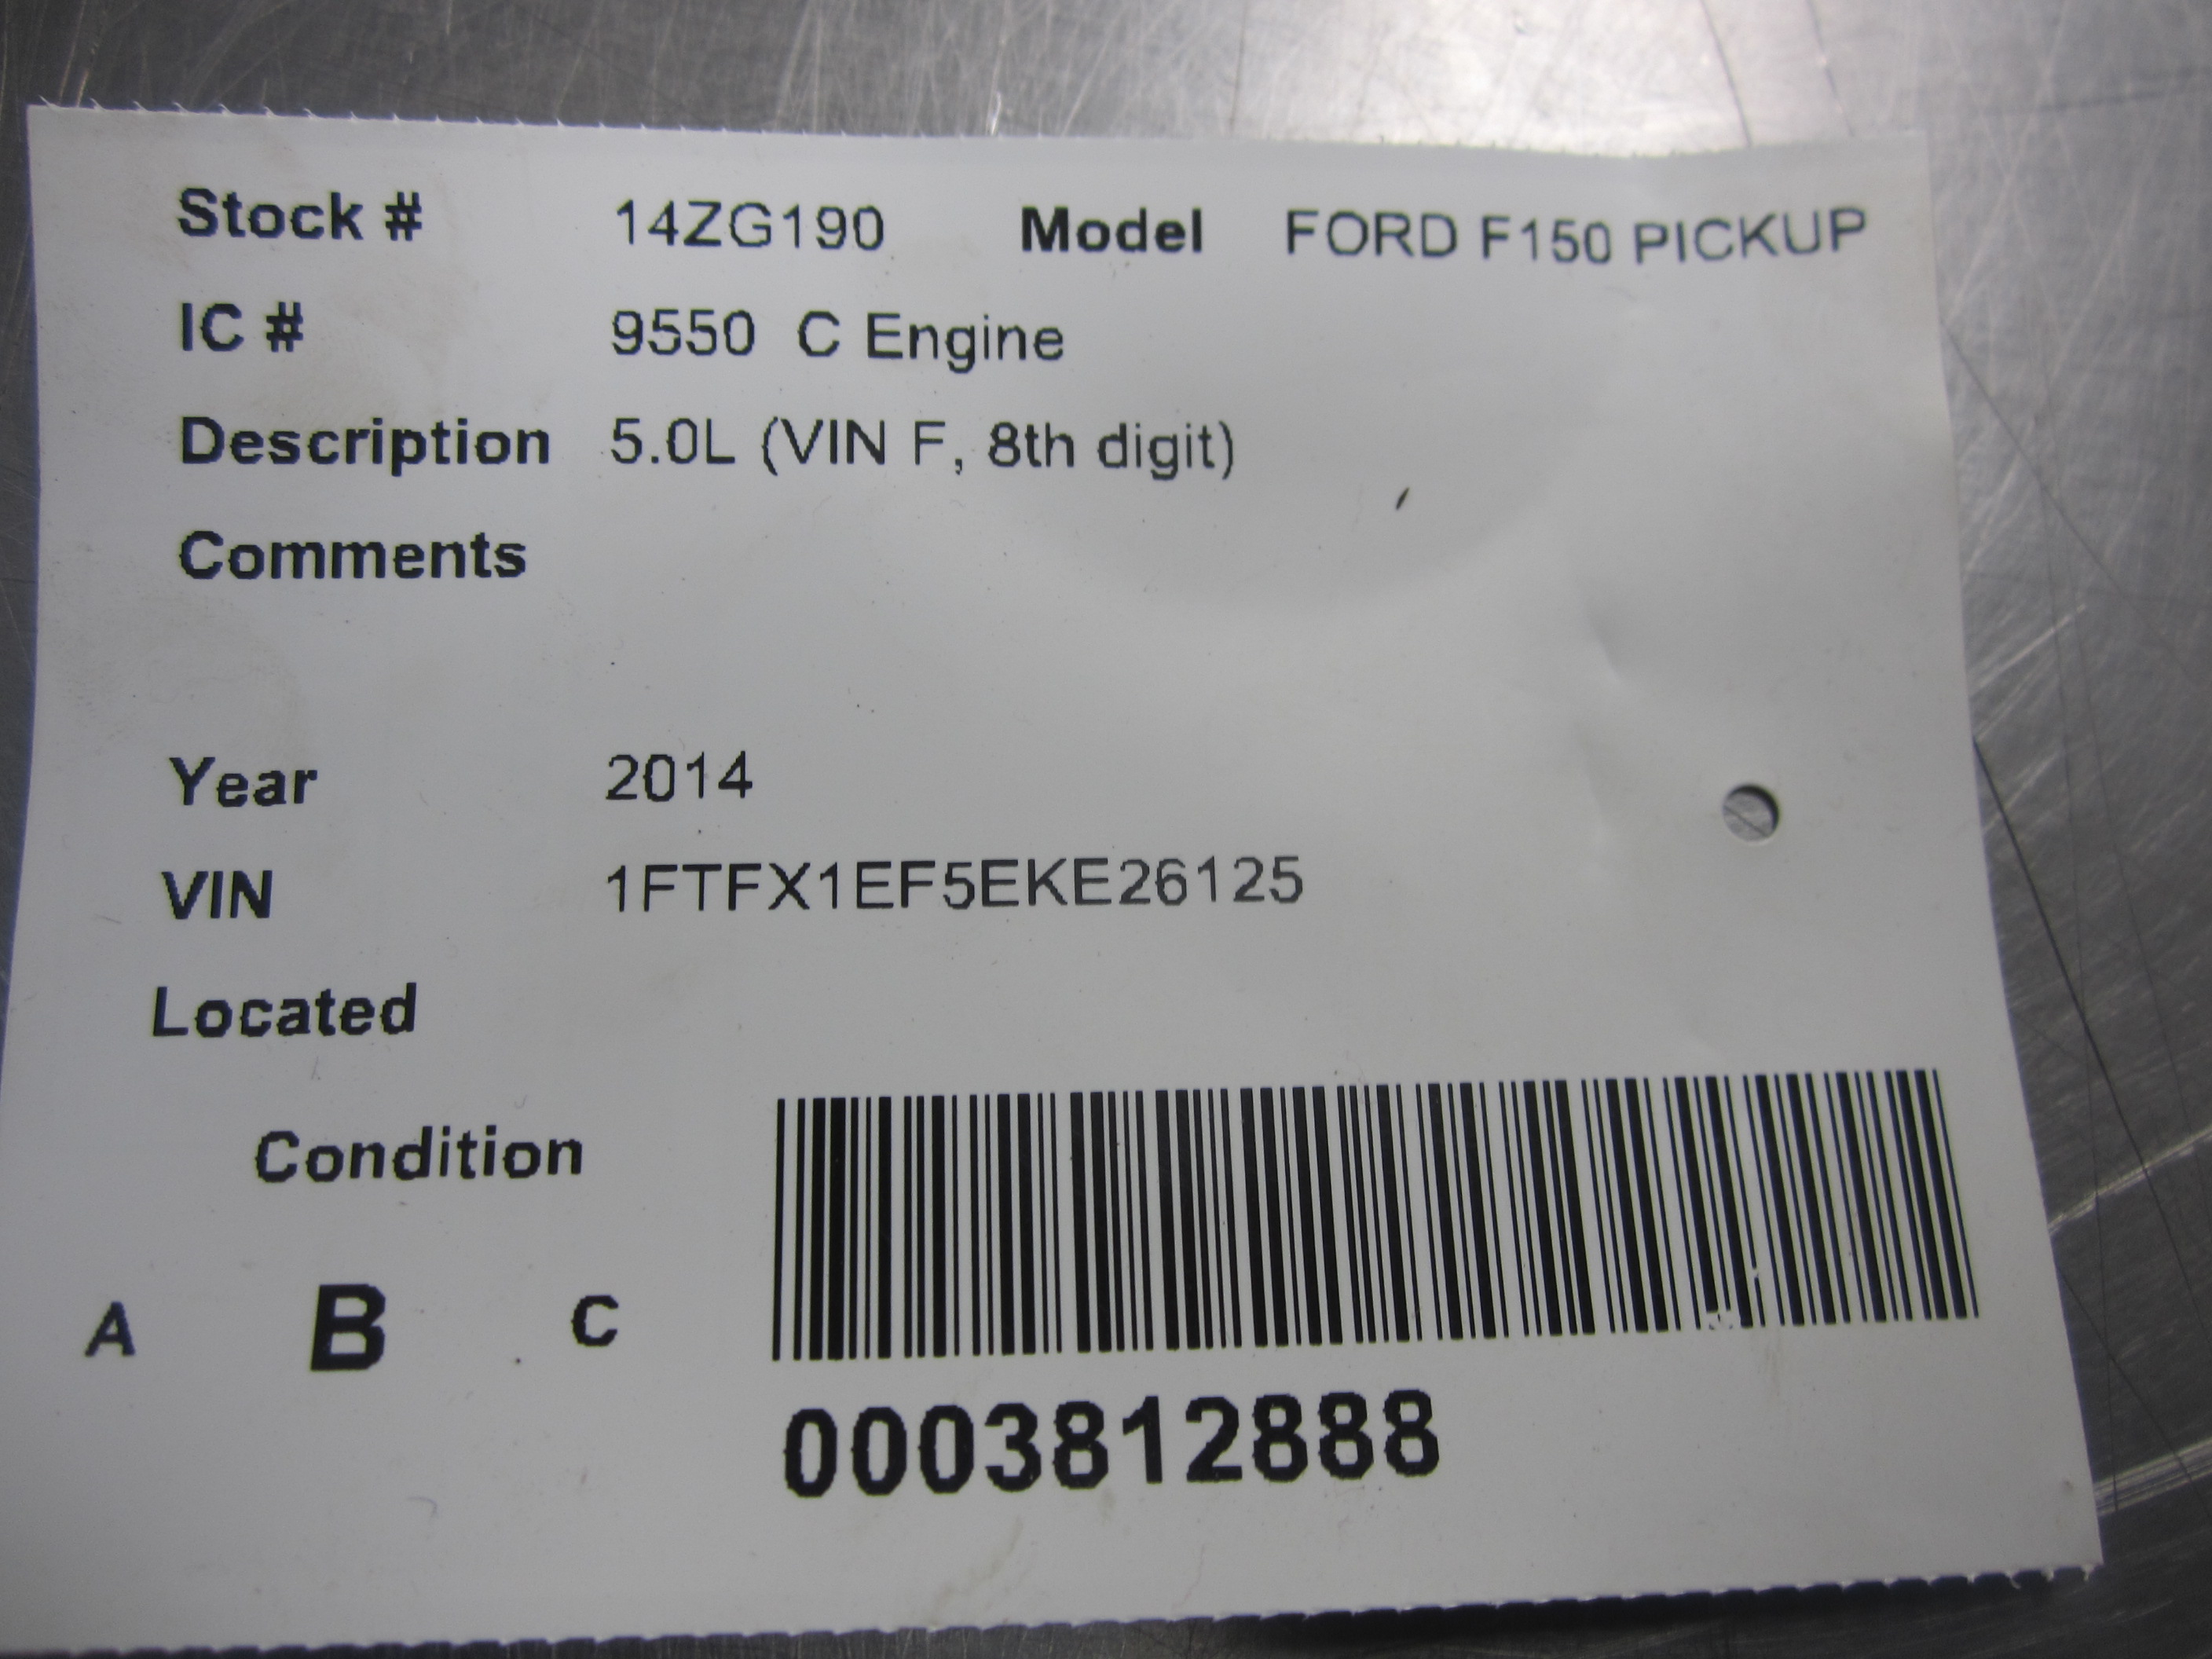 Stock # 14ZG190 Model FORD F150 PICKUP
IC # 9550 C Engine
Description 5.0L (VIN F, 8th digit)
Comments
Year 2014
VIN 1FTFX1EF5EKE26125
Located
Condition
A B C
0003812888